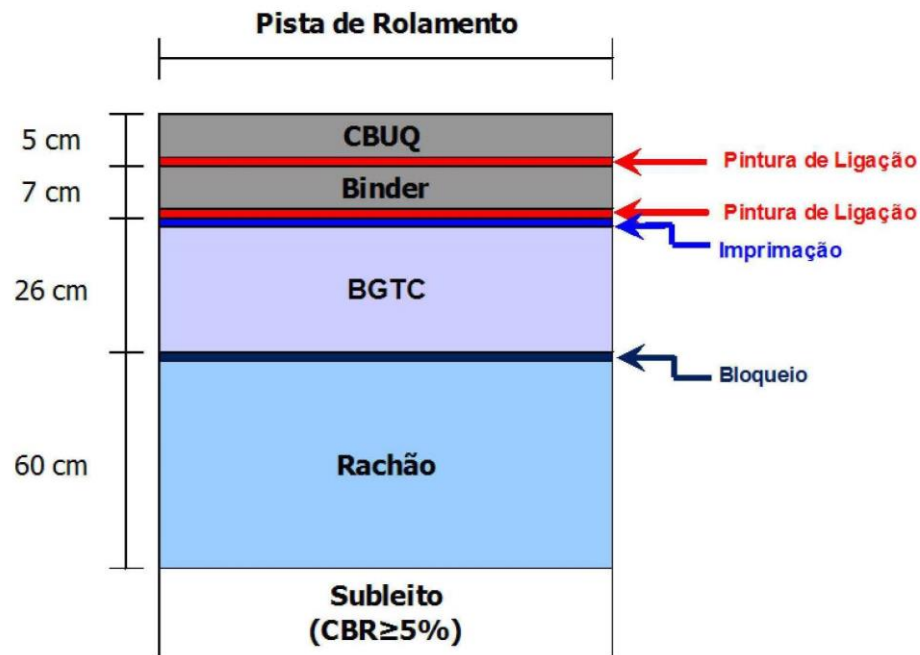 Pista de Rolamento
5 cm
CBUQ
Pintura de Ligação
7 cm
Binder
Pintura de Ligação
Imprimação
26 cm
BGTC
Bloqueio
60 cm
Rachão
Subleito
(CBR≥5%)